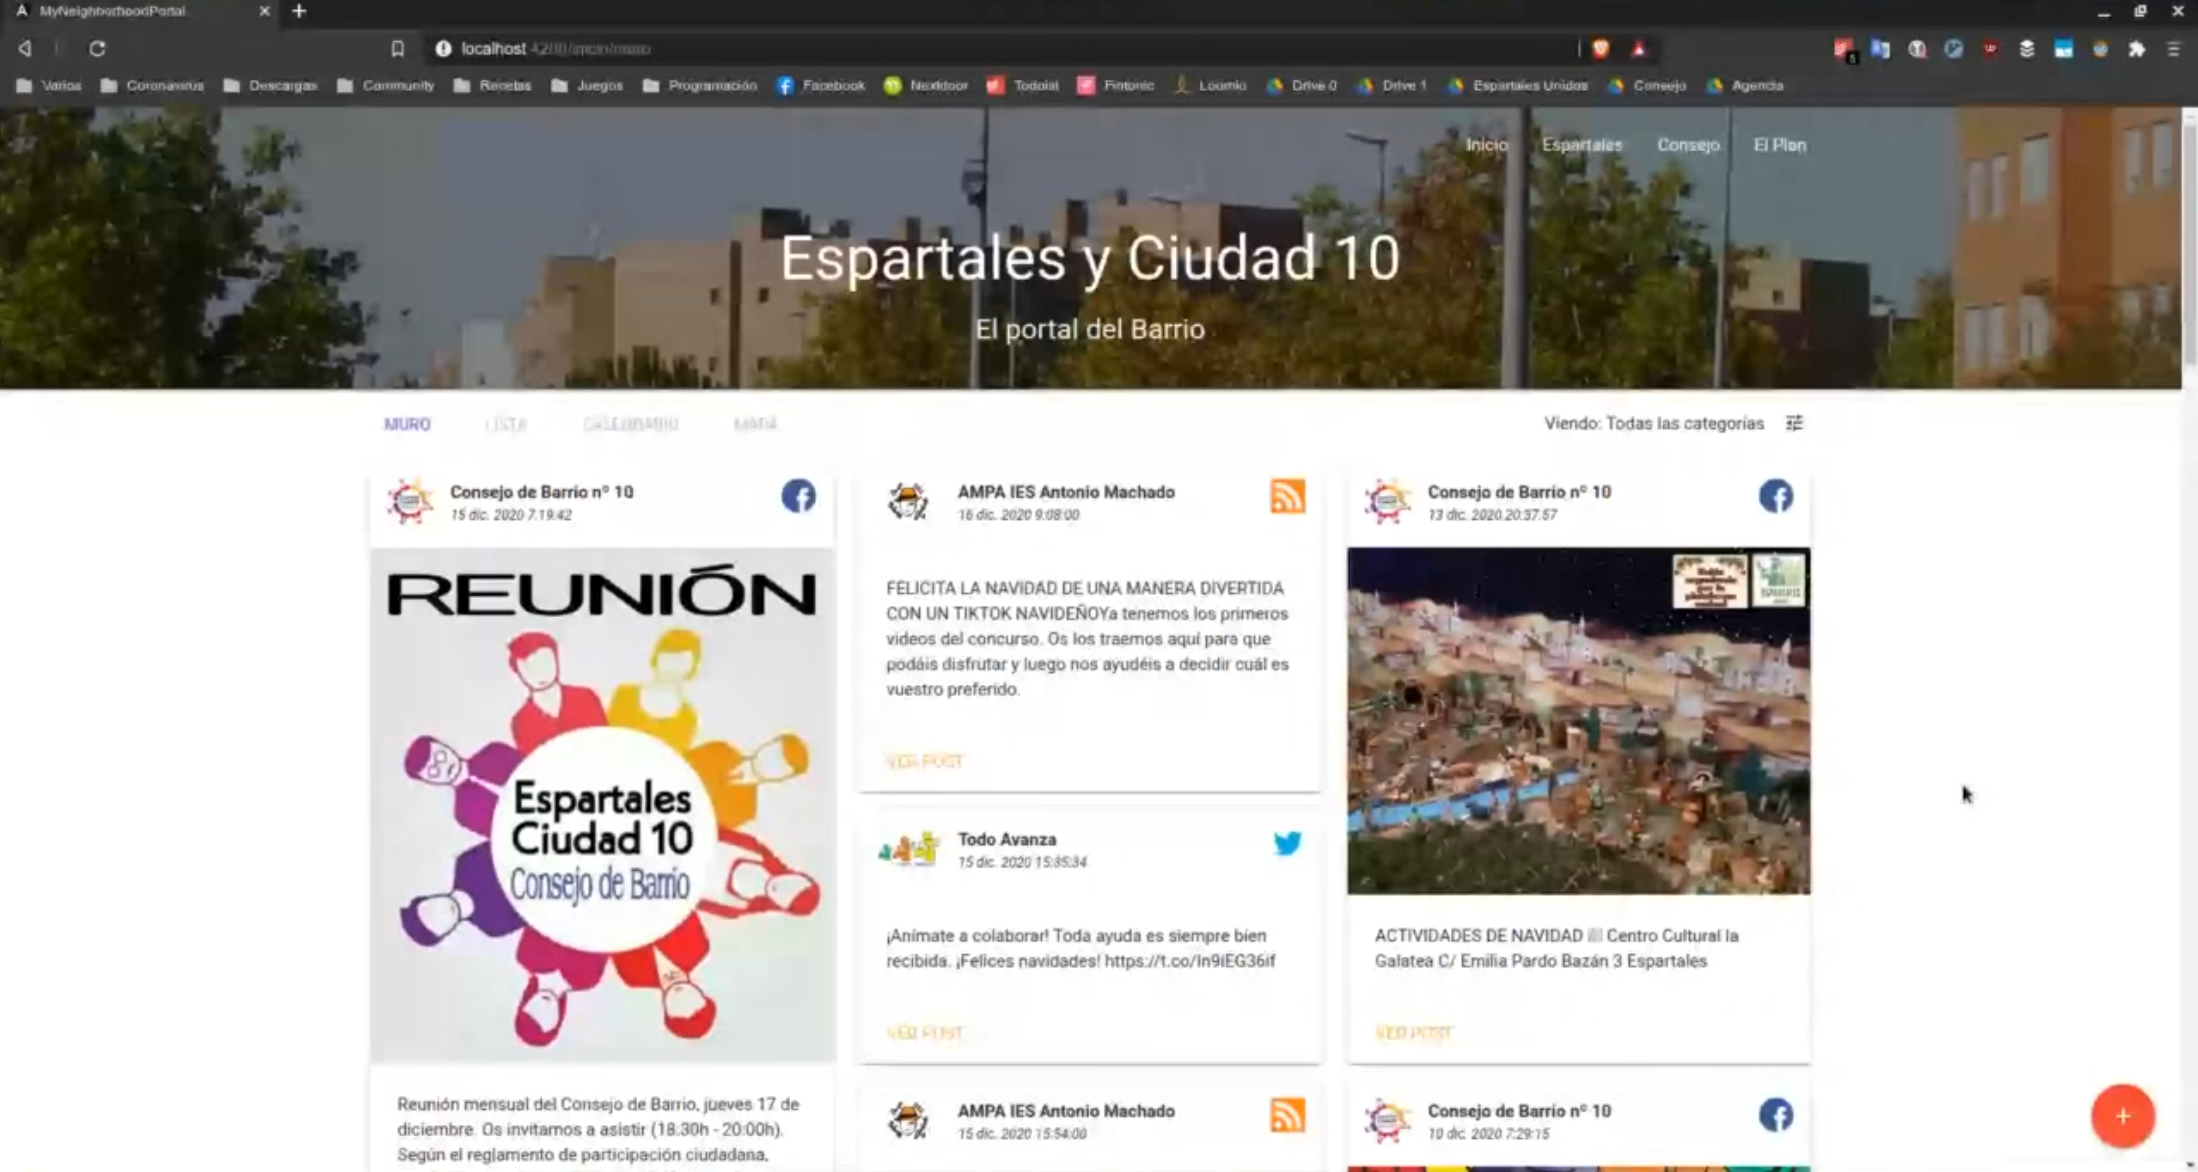 MyNeighborhoodPortal
localhost:4200/inicio/muro
Varios
Coronavirus
Descargas
Community
Recetas
Juegos
Programación
Facebook
Nextdoor
Todoist
Fintonic
Loomio
Drive 0
Drive 1
Espartales Unidos
Consejo
Agencia
Inicio
Espartales
Consejo
El Plan
Espartales y Ciudad 10
El portal del Barrio
MURO
LISTA
CALENDARIO
MAPA
Viendo: Todas las categorías
Consejo de Barrio nº 10
15 dic. 2020 7:19:42
REUNIÓN
Espartales
Ciudad 10
Consejo de Barrio
Reunión mensual del Consejo de Barrio, jueves 17 de
diciembre. Os invitamos a asistir (18:30h - 20:00h).
Según el reglamento de participación ciudadana,
AMPA IES Antonio Machado
16 dic. 2020 9:08:00
FELICITA LA NAVIDAD DE UNA MANERA DIVERTIDA
CON UN TIKTOK NAVIDEÑOYa tenemos los primeros
videos del concurso. Os los traemos aquí para que
podáis disfrutar y luego nos ayudéis a decidir cuál es
vuestro preferido.
VER POST
Todo Avanza
15 dic. 2020 15:35:34
¡Anímate a colaborar! Toda ayuda es siempre bien
recibida. ¡Felices navidades! https://t.co/In9iEG36if
VER POST
AMPA IES Antonio Machado
15 dic. 2020 15:54:00
Consejo de Barrio nº 10
13 dic. 2020 20:37:57
ACTIVIDADES DE NAVIDAD Centro Cultural la
Galatea C/ Emilia Pardo Bazán 3 Espartales
VER POST
Consejo de Barrio nº 10
10 dic. 2020 7:29:15